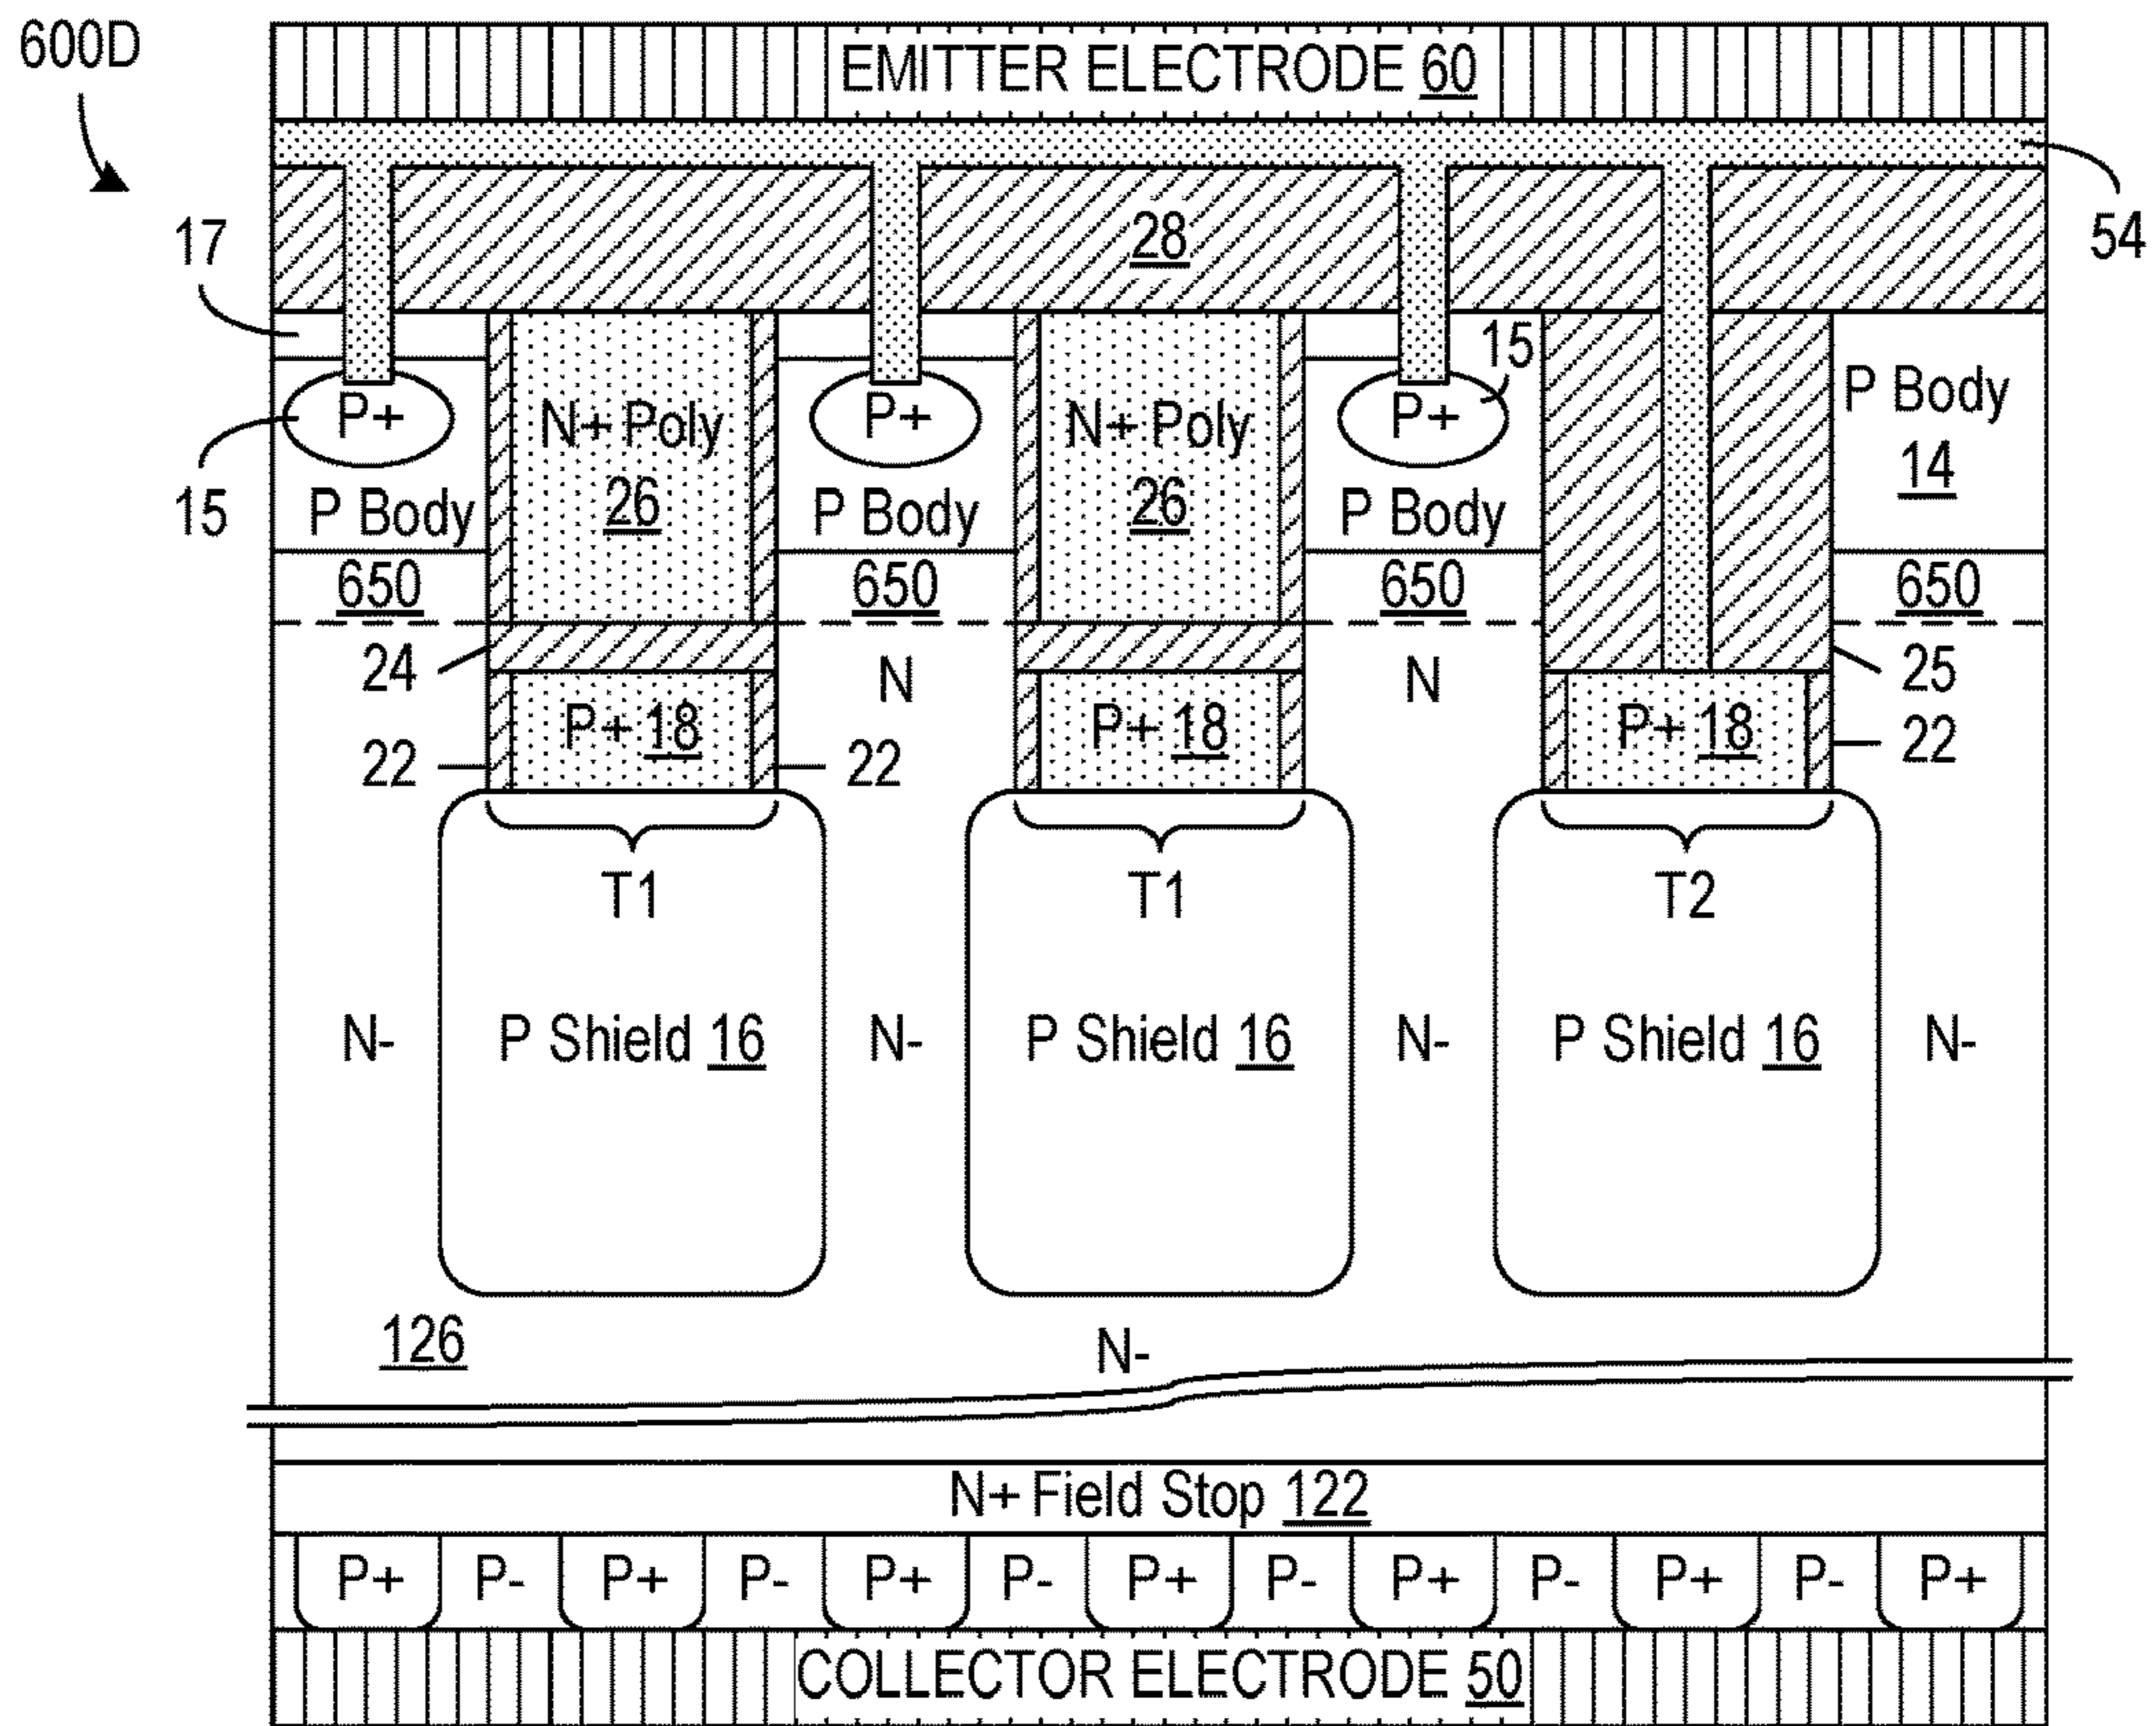 600D
EMITTER ELECTRODE 60
54
28
17
15
P+ P+ P+
N+ Poly N+ Poly
P Body
26 26
14
15
P Body P Body P Body
650 650 650 650
24
N N
25
P+ 18 P+ 18 P+ 18
22 22 22
T1 T1 T2
N- P Shield 16 N- P Shield 16 N- P Shield 16 N-
126
N-
N+ Field Stop 122
P+ P- P+ P- P+ P- P+ P- P+ P- P+ P- P+
COLLECTOR ELECTRODE 50